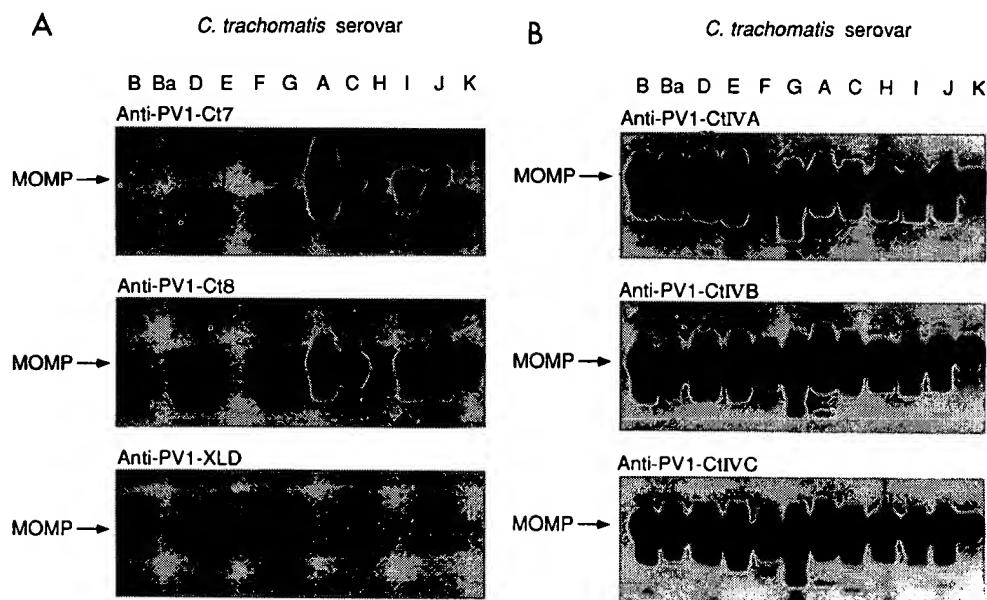 A
C. trachomatis serovar
B Ba D E F G A C H I J K
Anti-PV1-Ct7
MOMP
Anti-PV1-Ct8
MOMP
Anti-PV1-XLD
MOMP
B
C. trachomatis serovar
B Ba D E F G A C H I J K
Anti-PV1-CtIVA
MOMP
Anti-PV1-CtIVB
MOMP
Anti-PV1-CtIVC
MOMP